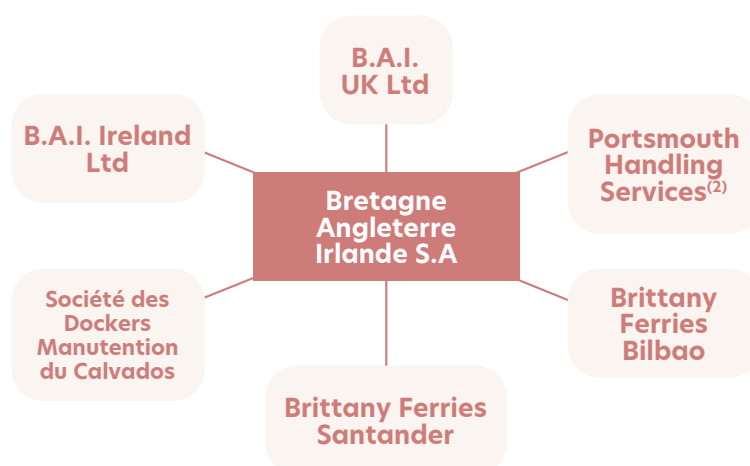 B.A.I.
UK Ltd
B.A.I. Ireland
Ltd
Portsmouth
Handling
Services(2)
Bretagne
Angleterre
Irlande S.A
Société des
Dockers
Manutention
du Calvados
Brittany
Ferries
Bilbao
Brittany Ferries
Santander